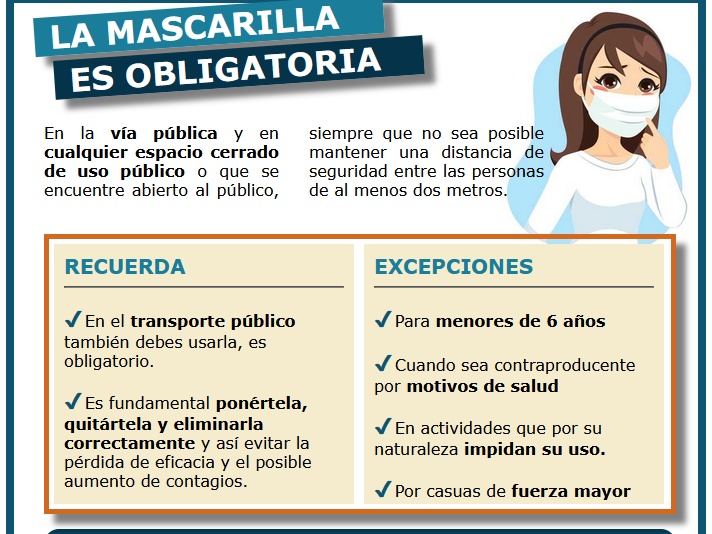 LA MASCARILLA
ES OBLIGATORIA
En la vía pública y en
cualquier espacio cerrado
de uso público o que se
encuentre abierto al público,
siempre que no sea posible
mantener una distancia de
seguridad entre las personas
de al menos dos metros.
RECUERDA
✓En el transporte público
también debes usarla, es
obligatorio.
✓Es fundamental ponértela,
quitártela y eliminarla
correctamente y así evitar la
pérdida de eficacia y el posible
aumento de contagios.
EXCEPCIONES
✓Para menores de 6 años
✓Cuando sea contraproducente
por motivos de salud
✓En actividades que por su
naturaleza impidan su uso.
✓Por casuas de fuerza mayor